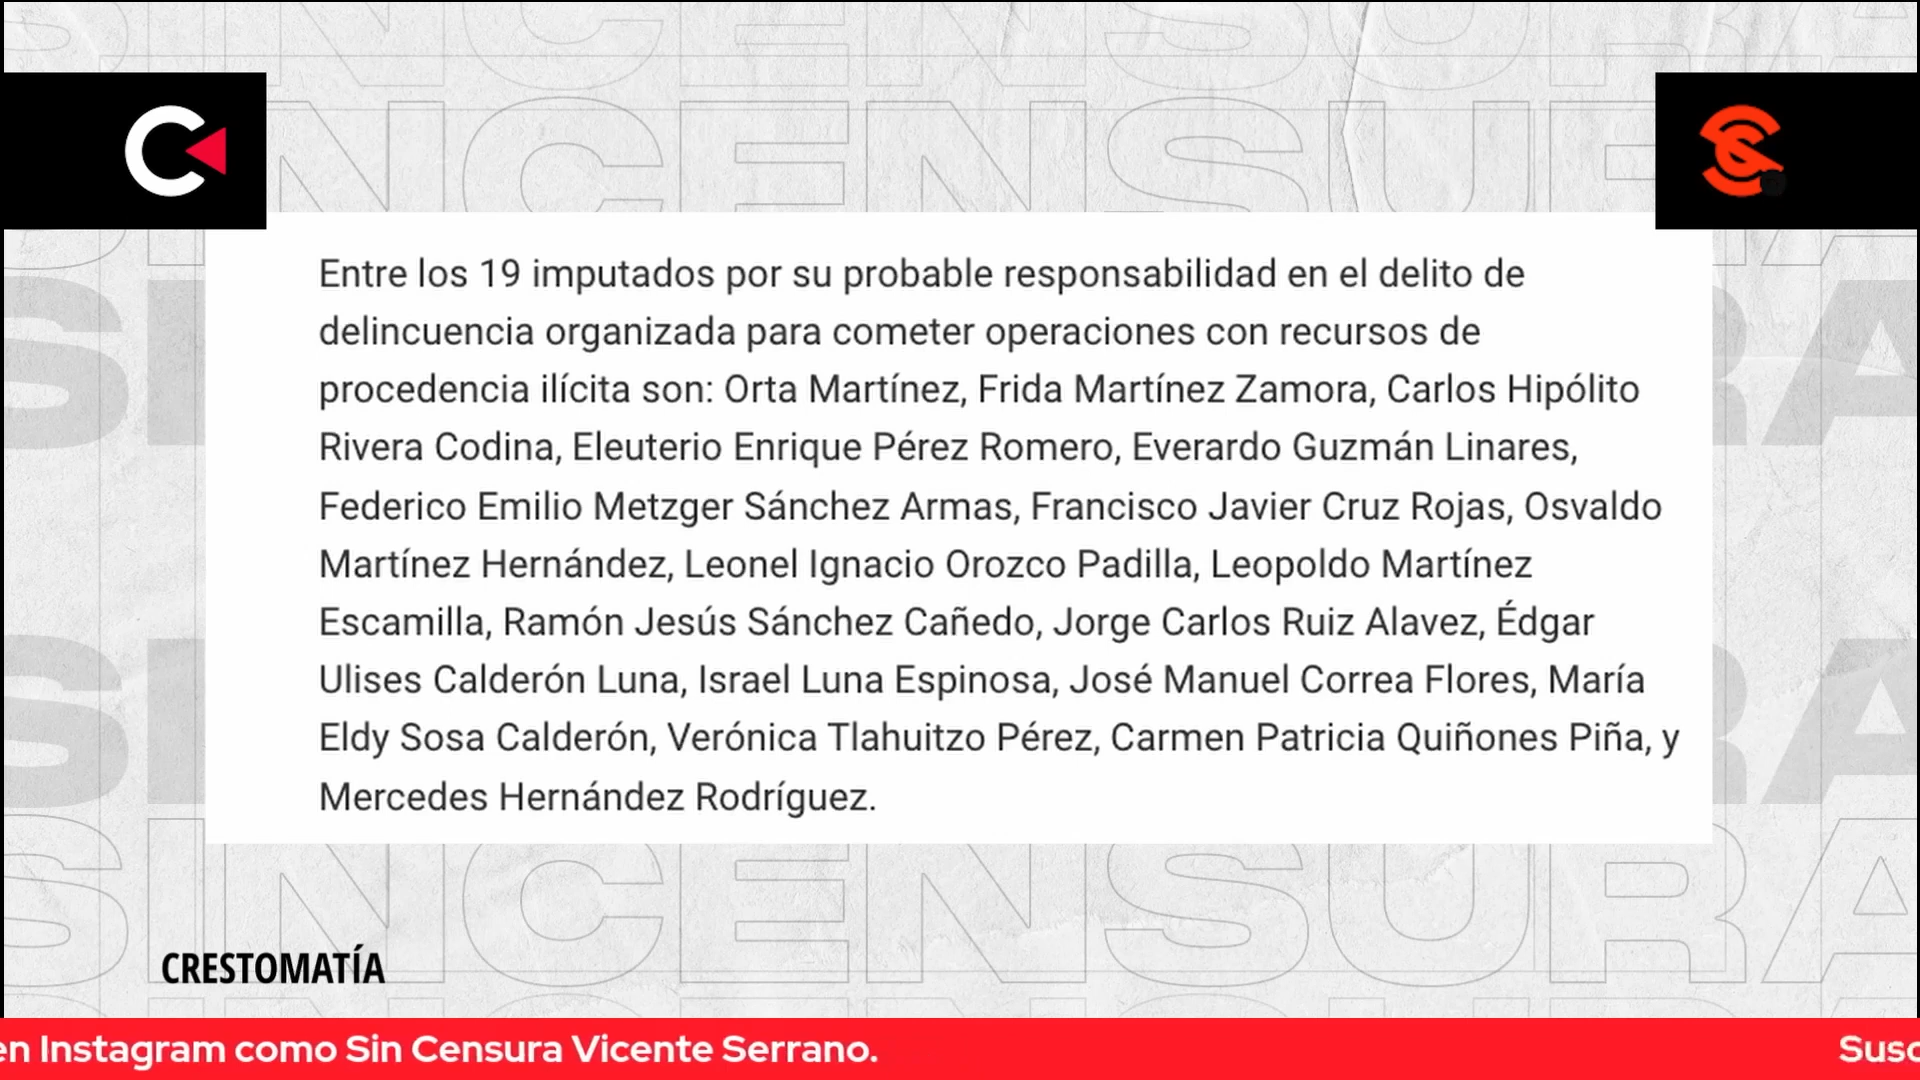 SINCENSURA
SINCENSURA
Entre los 19 imputados por su probable responsabilidad en el delito de
delincuencia organizada para cometer operaciones con recursos de
procedencia ilícita son: Orta Martínez, Frida Martínez Zamora, Carlos Hipólito
Rivera Codina, Eleuterio Enrique Pérez Romero, Everardo Guzmán Linares,
Federico Emilio Metzger Sánchez Armas, Francisco Javier Cruz Rojas, Osvaldo
Martínez Hernández, Leonel Ignacio Orozco Padilla, Leopoldo Martínez
Escamilla, Ramón Jesús Sánchez Cañedo, Jorge Carlos Ruiz Alavez, Édgar
Ulises Calderón Luna, Israel Luna Espinosa, José Manuel Correa Flores, María
Eldy Sosa Calderón, Verónica Tlahuitzo Pérez, Carmen Patricia Quiñones Piña, y
Mercedes Hernández Rodríguez.
SINCENSURA
CRESTOMATÍA
en Instagram como Sin Censura Vicente Serrano. Susc